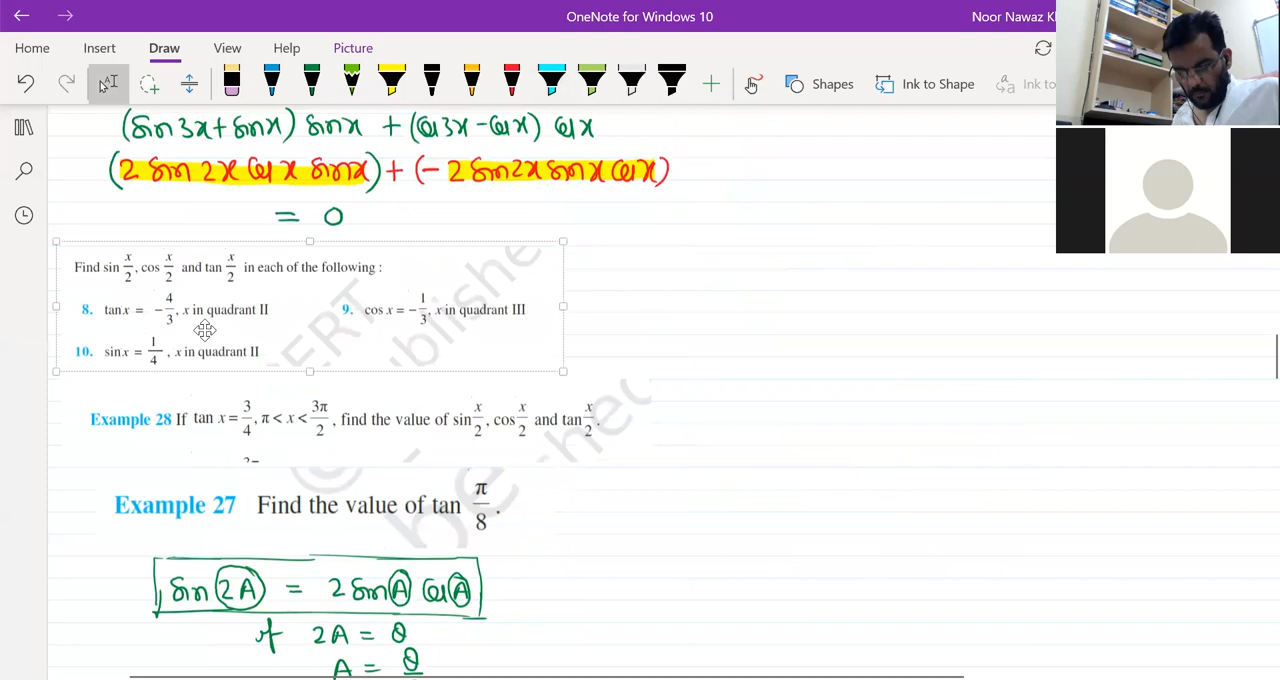 OneNote for Windows 10
Noor Nawaz Kh
Home Insert Draw View Help Picture
Shapes Ink to Shape Ink to
(Sin 3x + Sin x) Sin x + (Cos 3x - Cos x) Cos x
(2 Sin 2x Cos x Sin x) + (- 2 Sin 2x Sin x Cos x)
= 0
Find sin x/2, cos x/2 and tan x/2 in each of the following :
8. tan x = -4/3, x in quadrant II 9. cos x = -1/3, x in quadrant III
10. sin x = 1/4, x in quadrant II
Example 28 If tan x = 3/4, π < x < 3π/2, find the value of sin x/2, cos x/2 and tan x/2.
Example 27 Find the value of tan π/8.
Sin 2A = 2 Sin A Cos A
if 2A = θ
A = θ